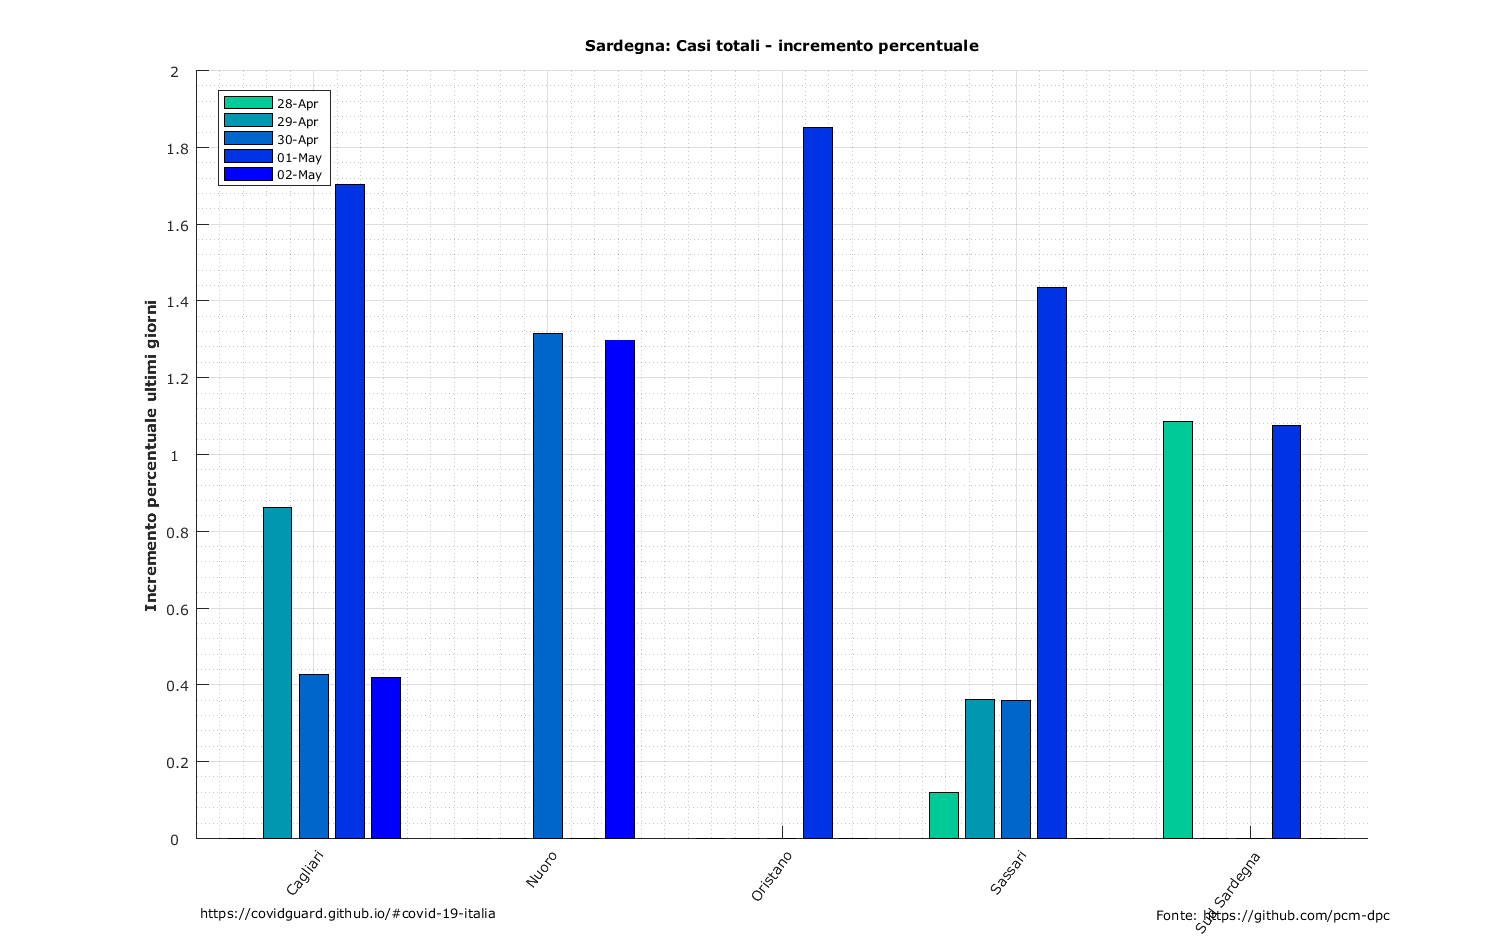 Sardegna: Casi totali - incremento percentuale
2
1.8
1.6
1.4
1.2
1
0.8
0.6
0.4
0.2
0
28-Apr
29-Apr
30-Apr
01-May
02-May
Incremento percentuale ultimi giorni
Cagliari
Nuoro
Oristano
Sassari
Sud Sardegna
https://covidguard.github.io/#covid-19-italia
Fonte: https://github.com/pcm-dpc